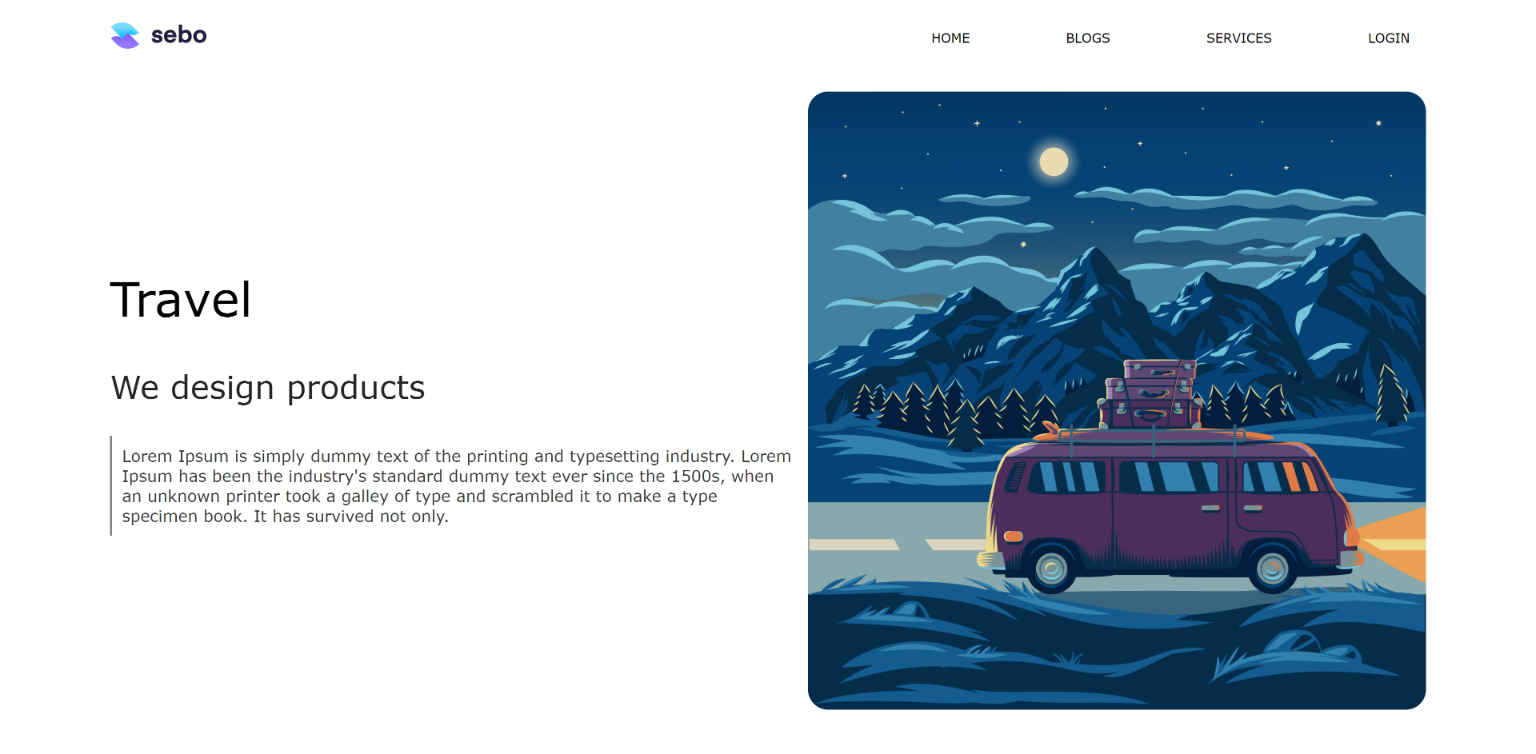 sebo
HOME
BLOGS
SERVICES
LOGIN
Travel
We design products
Lorem Ipsum is simply dummy text of the printing and typesetting industry. Lorem
Ipsum has been the industry's standard dummy text ever since the 1500s, when
an unknown printer took a galley of type and scrambled it to make a type
specimen book. It has survived not only.